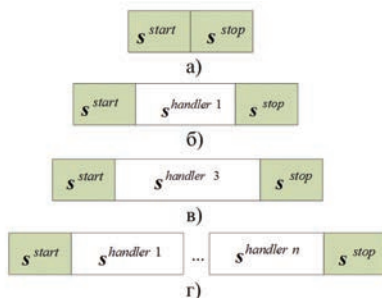 s start s stop
а)
s start s handler 1 s stop
б)
s start s handler 3 s stop
в)
s start s handler 1 ... s handler n s stop
г)